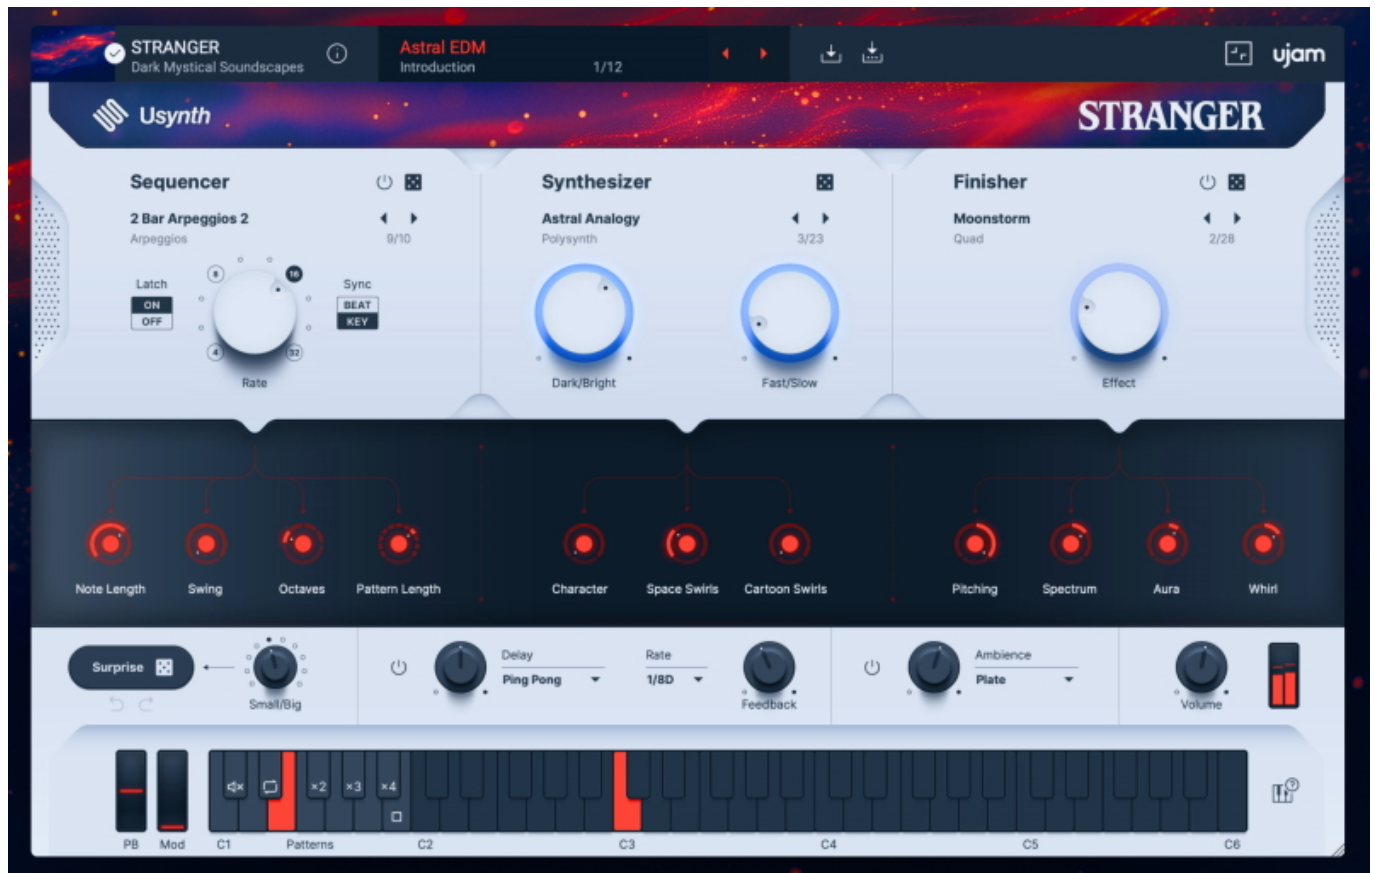 STRANGER
Dark Mystical Soundscapes
Astral EDM
Introduction
1/12
ujam
Usynth
STRANGER
Sequencer
2 Bar Arpeggios 2
Arpeggios
9/10
Latch
ON
OFF
8
16
4
32
Sync
BEAT
KEY
Rate
Synthesizer
Astral Analogy
Polysynth
3/23
Dark/Bright
Fast/Slow
Finisher
Moonstorm
Quad
2/28
Effect
Note Length
Swing
Octaves
Pattern Length
Character
Space Swirls
Cartoon Swirls
Pitching
Spectrum
Aura
Whirl
Surprise
Small/Big
Delay
Ping Pong
Rate
1/8D
Feedback
Ambience
Plate
Volume
×2
×3
×4
PB
Mod
C1
Patterns
C2
C3
C4
C5
C6